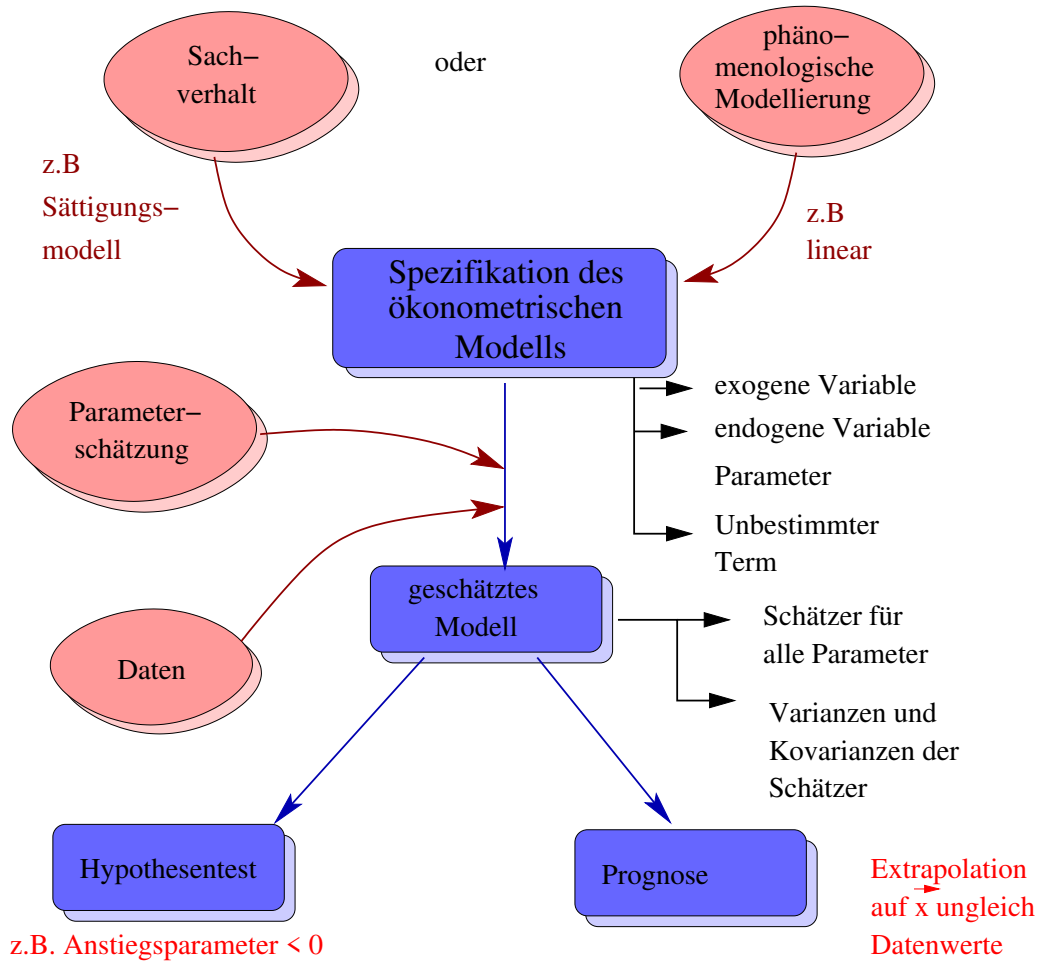 Sach–
verhalt
oder
phäno–
menologische
Modellierung
z.B
Sättigungs–
modell
z.B
linear
Spezifikation des
ökonometrischen
Modells
Parameter–
schätzung
exogene Variable
endogene Variable
Parameter
Unbestimmter
Term
geschätztes
Modell
Schätzer für
alle Parameter
Daten
Varianzen und
Kovarianzen der
Schätzer
Hypothesentest
Prognose
Extrapolation
auf x ungleich
Datenwerte
z.B. Anstiegsparameter < 0